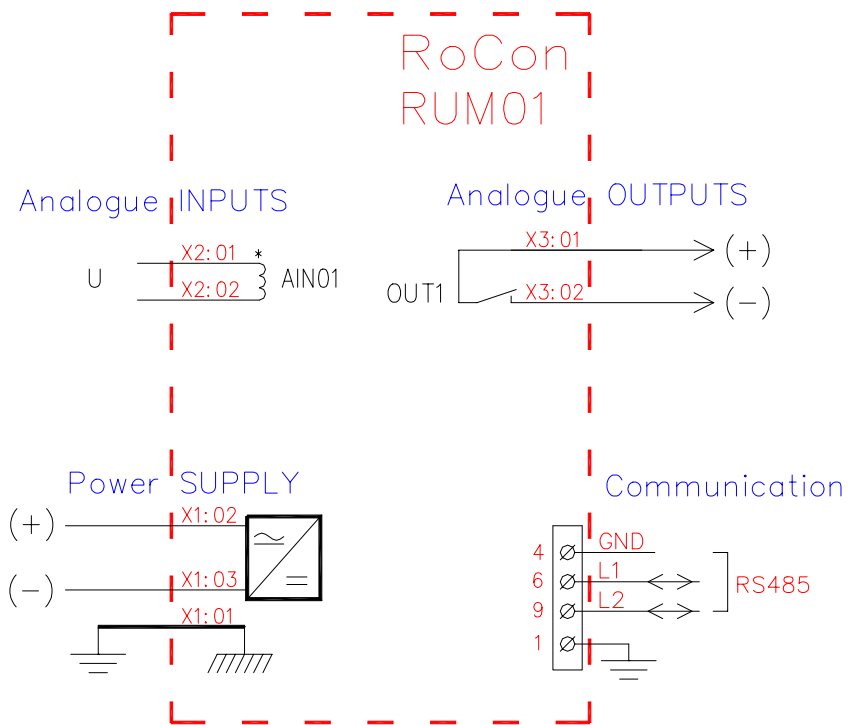 RoCon
RUM01
Analogue INPUTS
Analogue OUTPUTS
X2:01 *
U
X2:02
AIN01
X3:01
(+)
OUT1
X3:02
(-)
Power SUPPLY
(+)
X1:02
(-)
X1:03
X1:01
Communication
4 GND
6 L1
9 L2
1
RS485